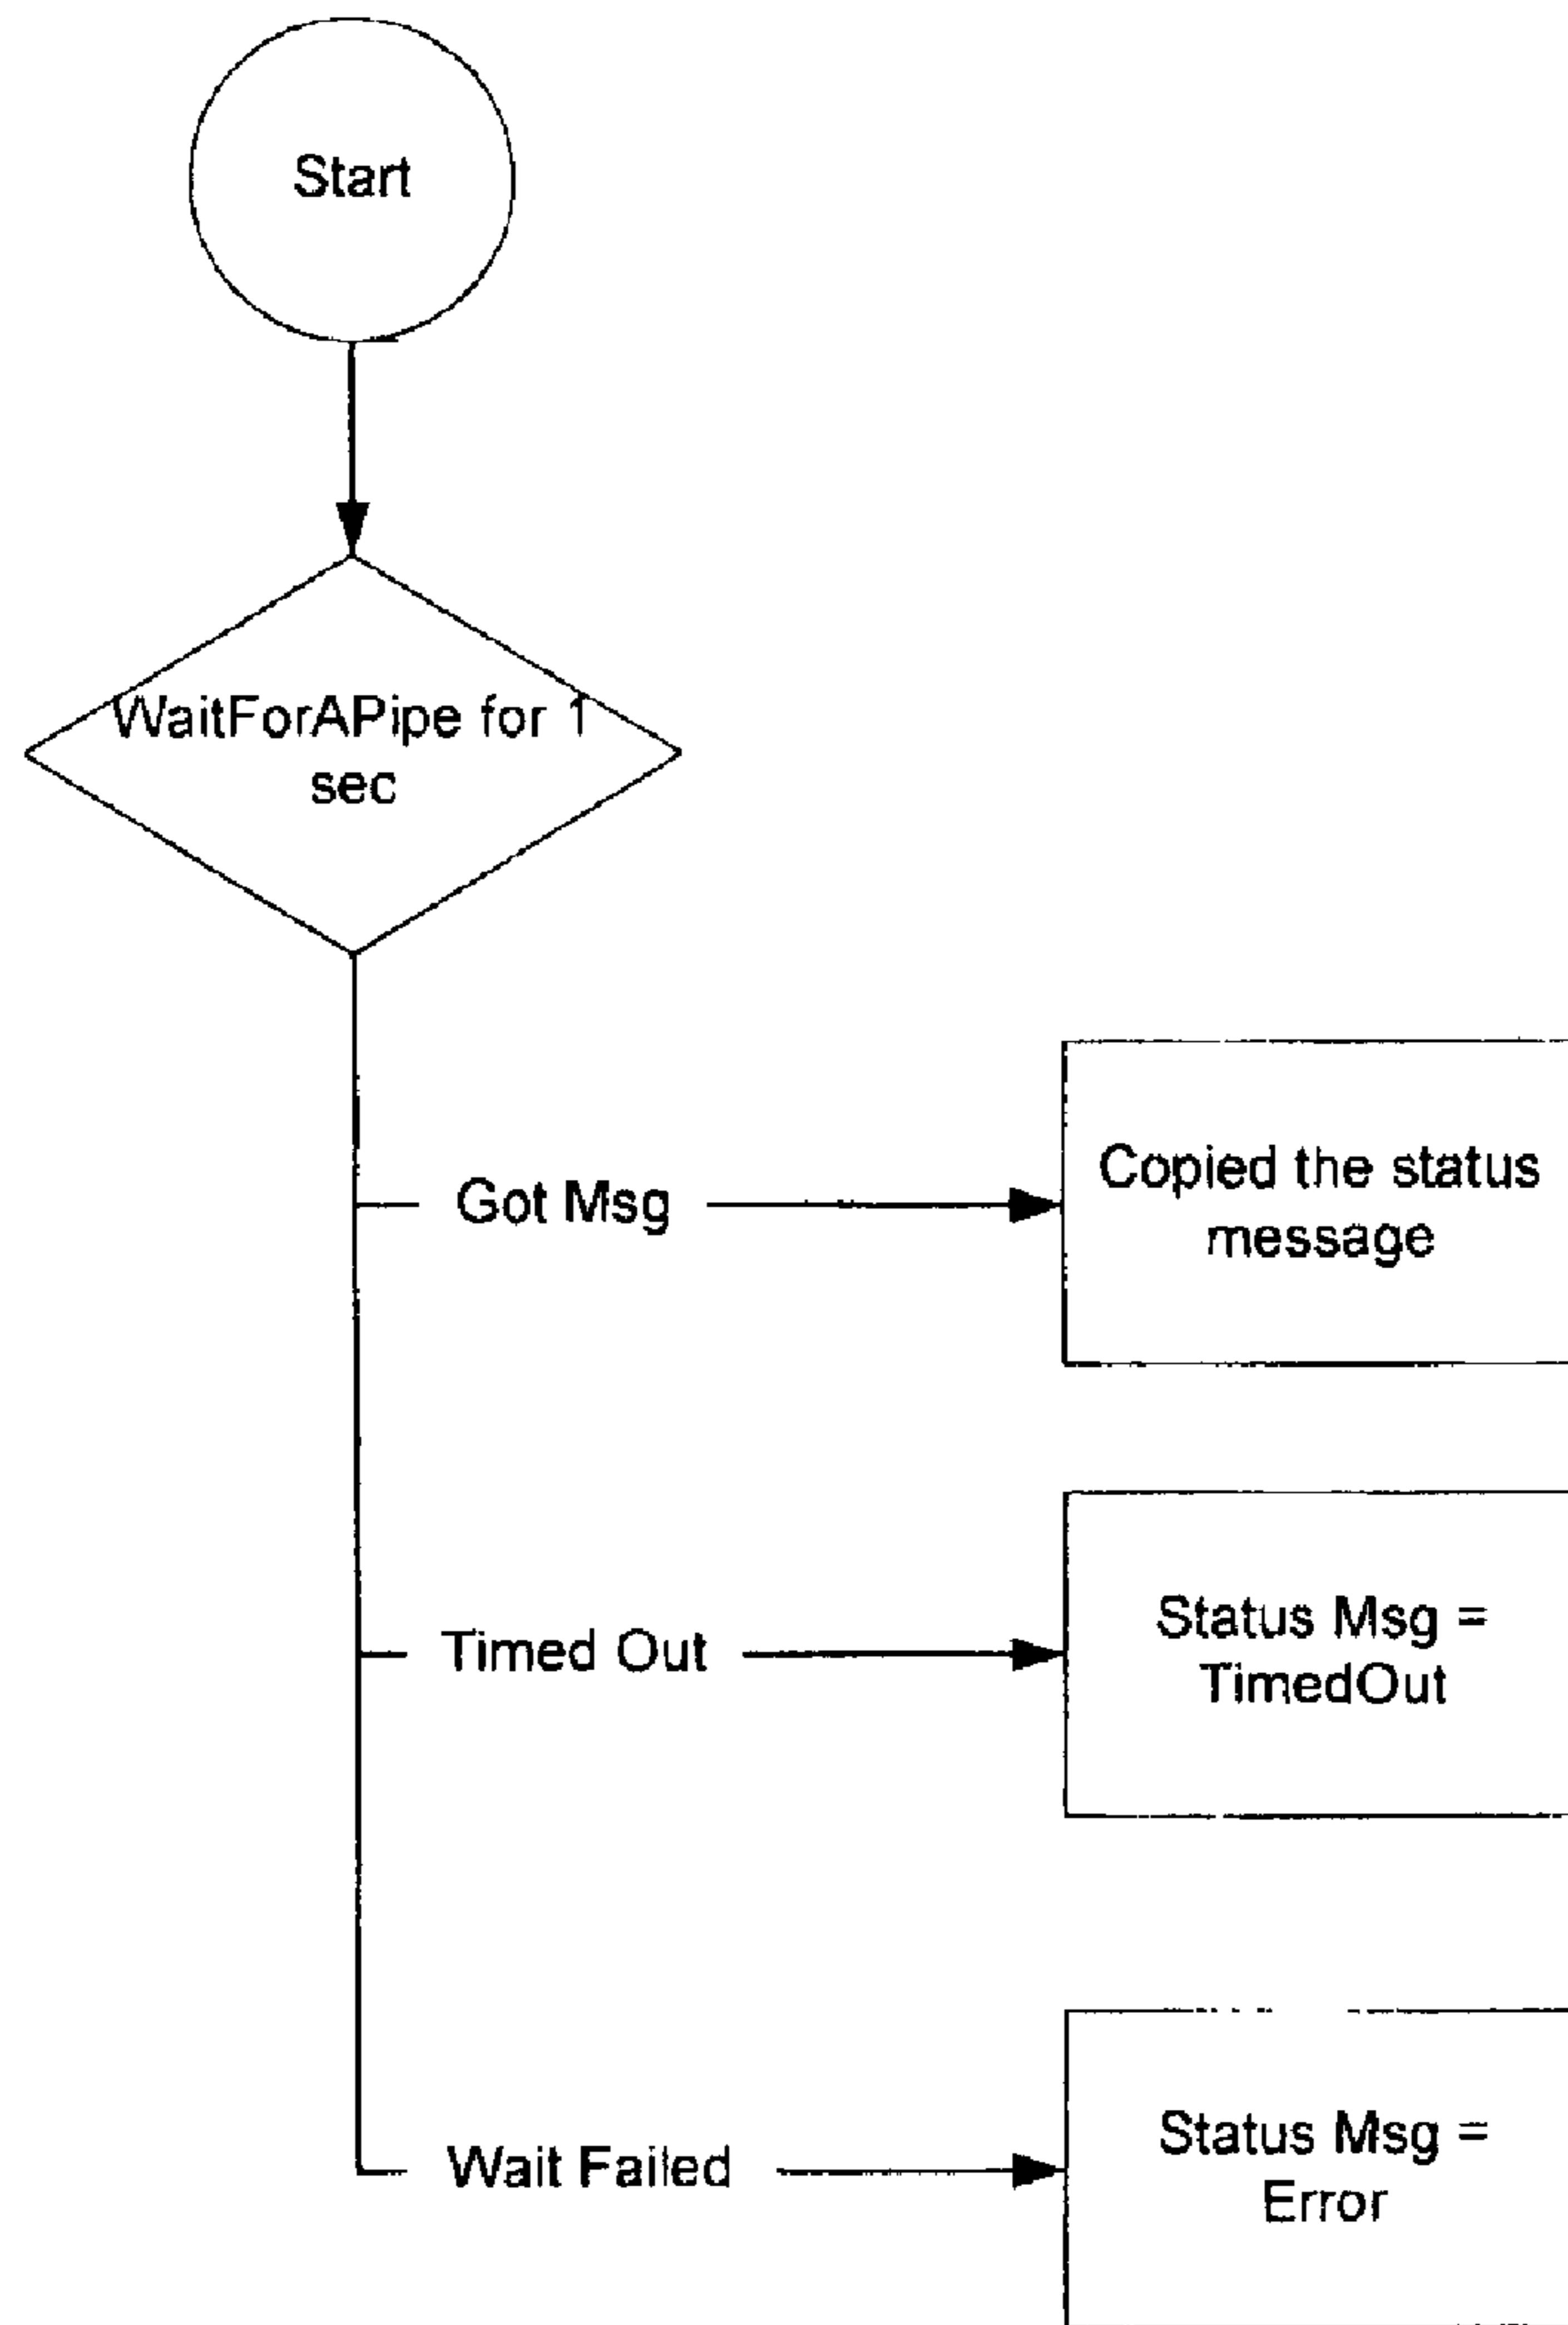 Start
WaitForAPipe for 1
sec
Got Msg
Copied the status
message
Timed Out
Status Msg =
TimedOut
Wait Failed
Status Msg =
Error